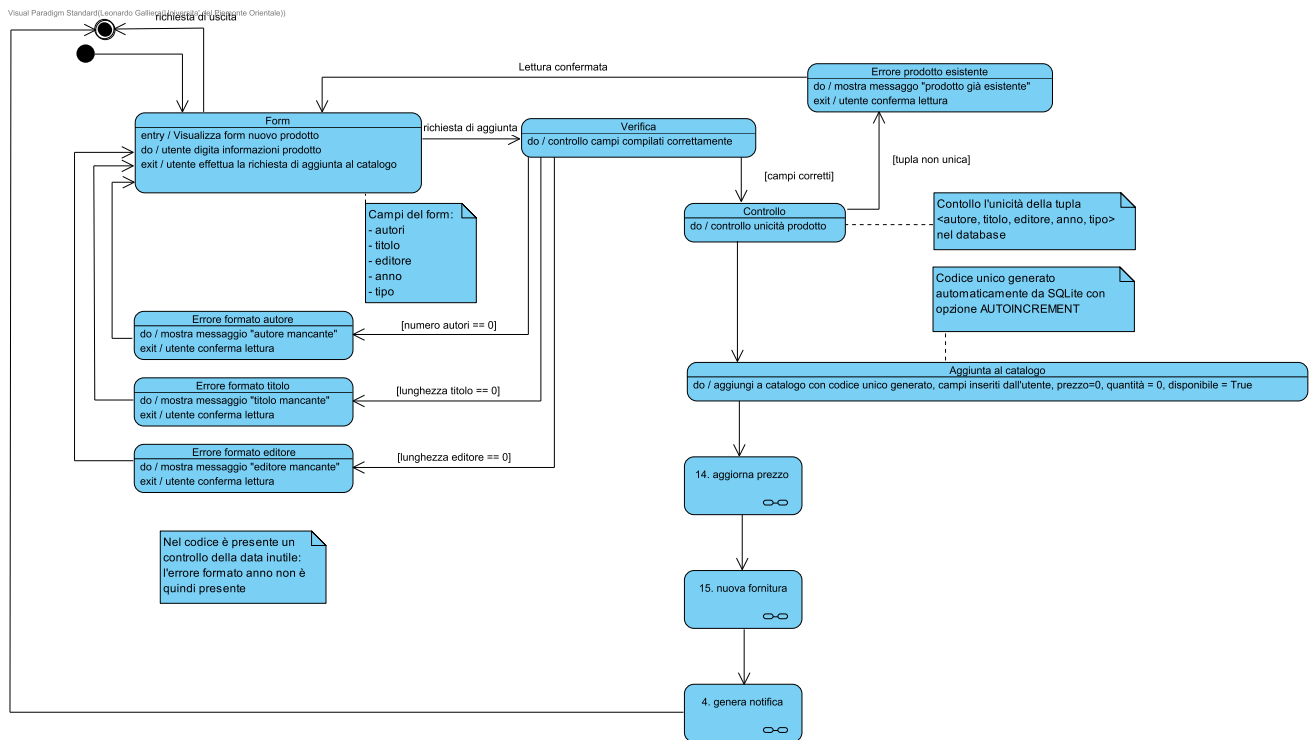 Visual Paradigm Standard(Leonardo Galliera(Universita' del Piemonte Orientale))
richiesta di uscita
Lettura confermata
Errore prodotto esistente
do / mostra messaggo "prodotto già esistente"
exit / utente conferma lettura
Form
entry / Visualizza form nuovo prodotto
do / utente digita informazioni prodotto
exit / utente effettua la richiesta di aggiunta al catalogo
richiesta di aggiunta
Verifica
do / controllo campi compilati correttamente
[tupla non unica]
[campi corretti]
Campi del form:
- autori
- titolo
- editore
- anno
- tipo
Controllo
do / controllo unicità prodotto
Contollo l'unicità della tupla
<autore, titolo, editore, anno, tipo>
nel database
Codice unico generato
automaticamente da SQLite con
opzione AUTOINCREMENT
Errore formato autore
do / mostra messaggio "autore mancante"
exit / utente conferma lettura
[numero autori == 0]
Aggiunta al catalogo
do / aggiungi a catalogo con codice unico generato, campi inseriti dall'utente, prezzo=0, quantità = 0, disponibile = True
Errore formato titolo
do / mostra messaggio "titolo mancante"
exit / utente conferma lettura
[lunghezza titolo == 0]
Errore formato editore
do / mostra messaggio "editore mancante"
exit / utente conferma lettura
[lunghezza editore == 0]
14. aggiorna prezzo
Nel codice è presente un
controllo della data inutile:
l'errore formato anno non è
quindi presente
15. nuova fornitura
4. genera notifica